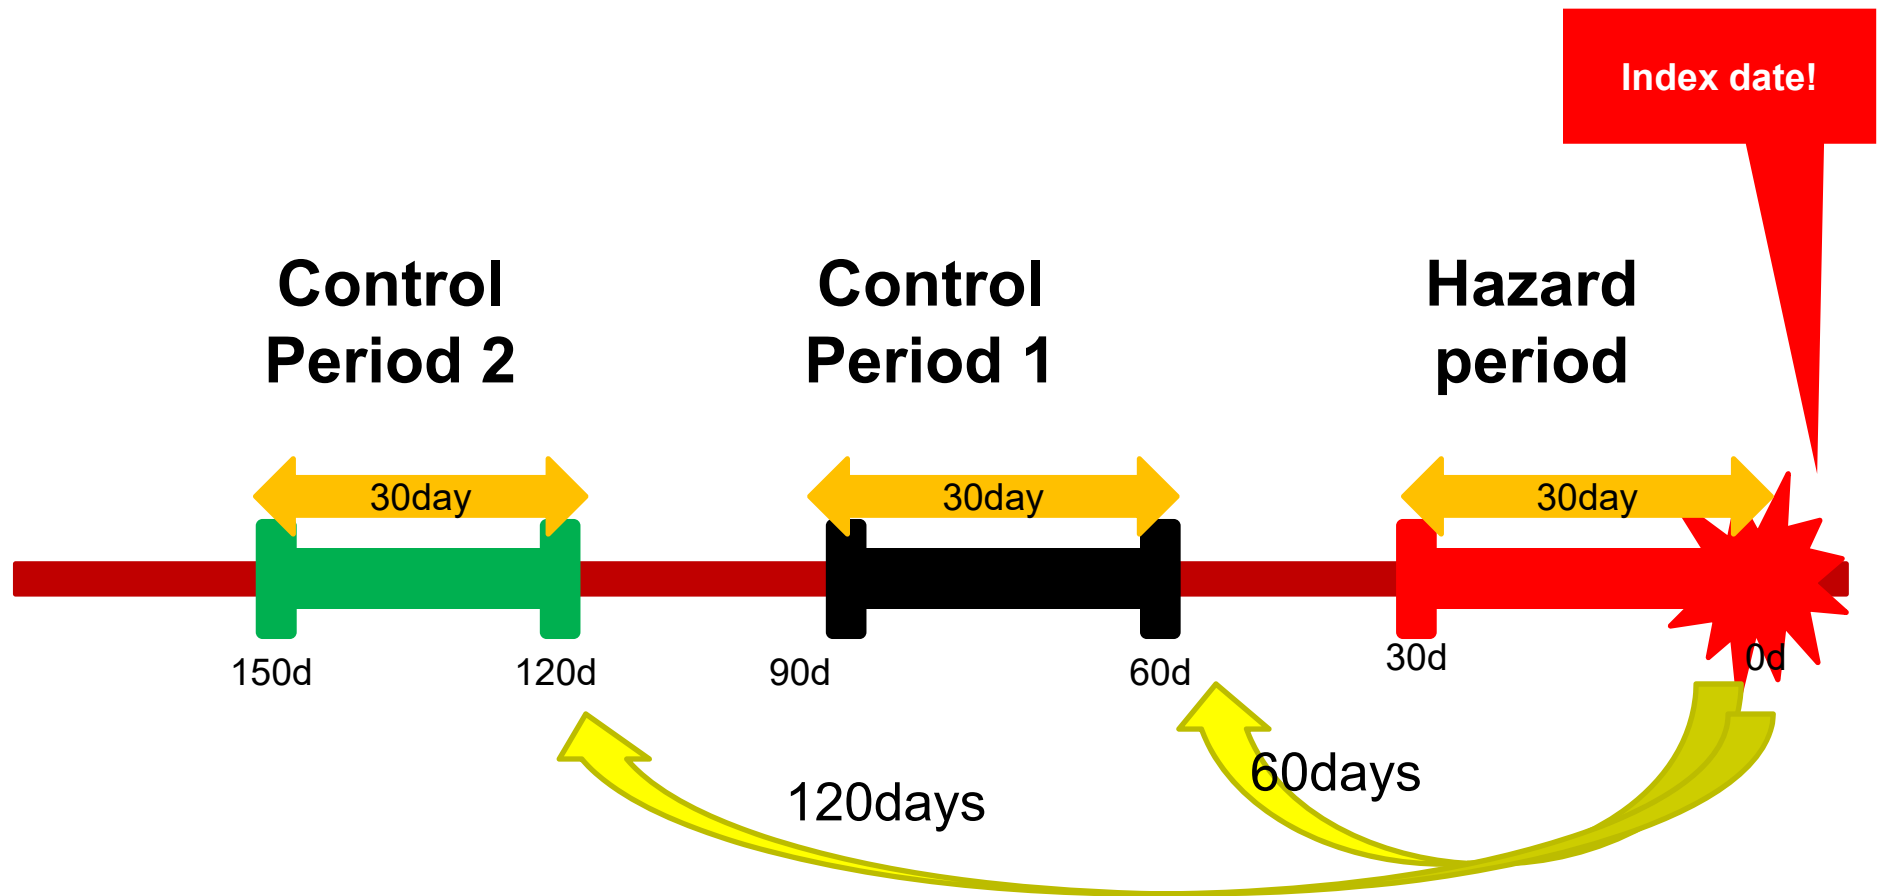 Index date!
Control
Period 2
Control
Period 1
Hazard
period
30day
30day
30day
150d
120d
90d
60d
30d
0d
120days
60days